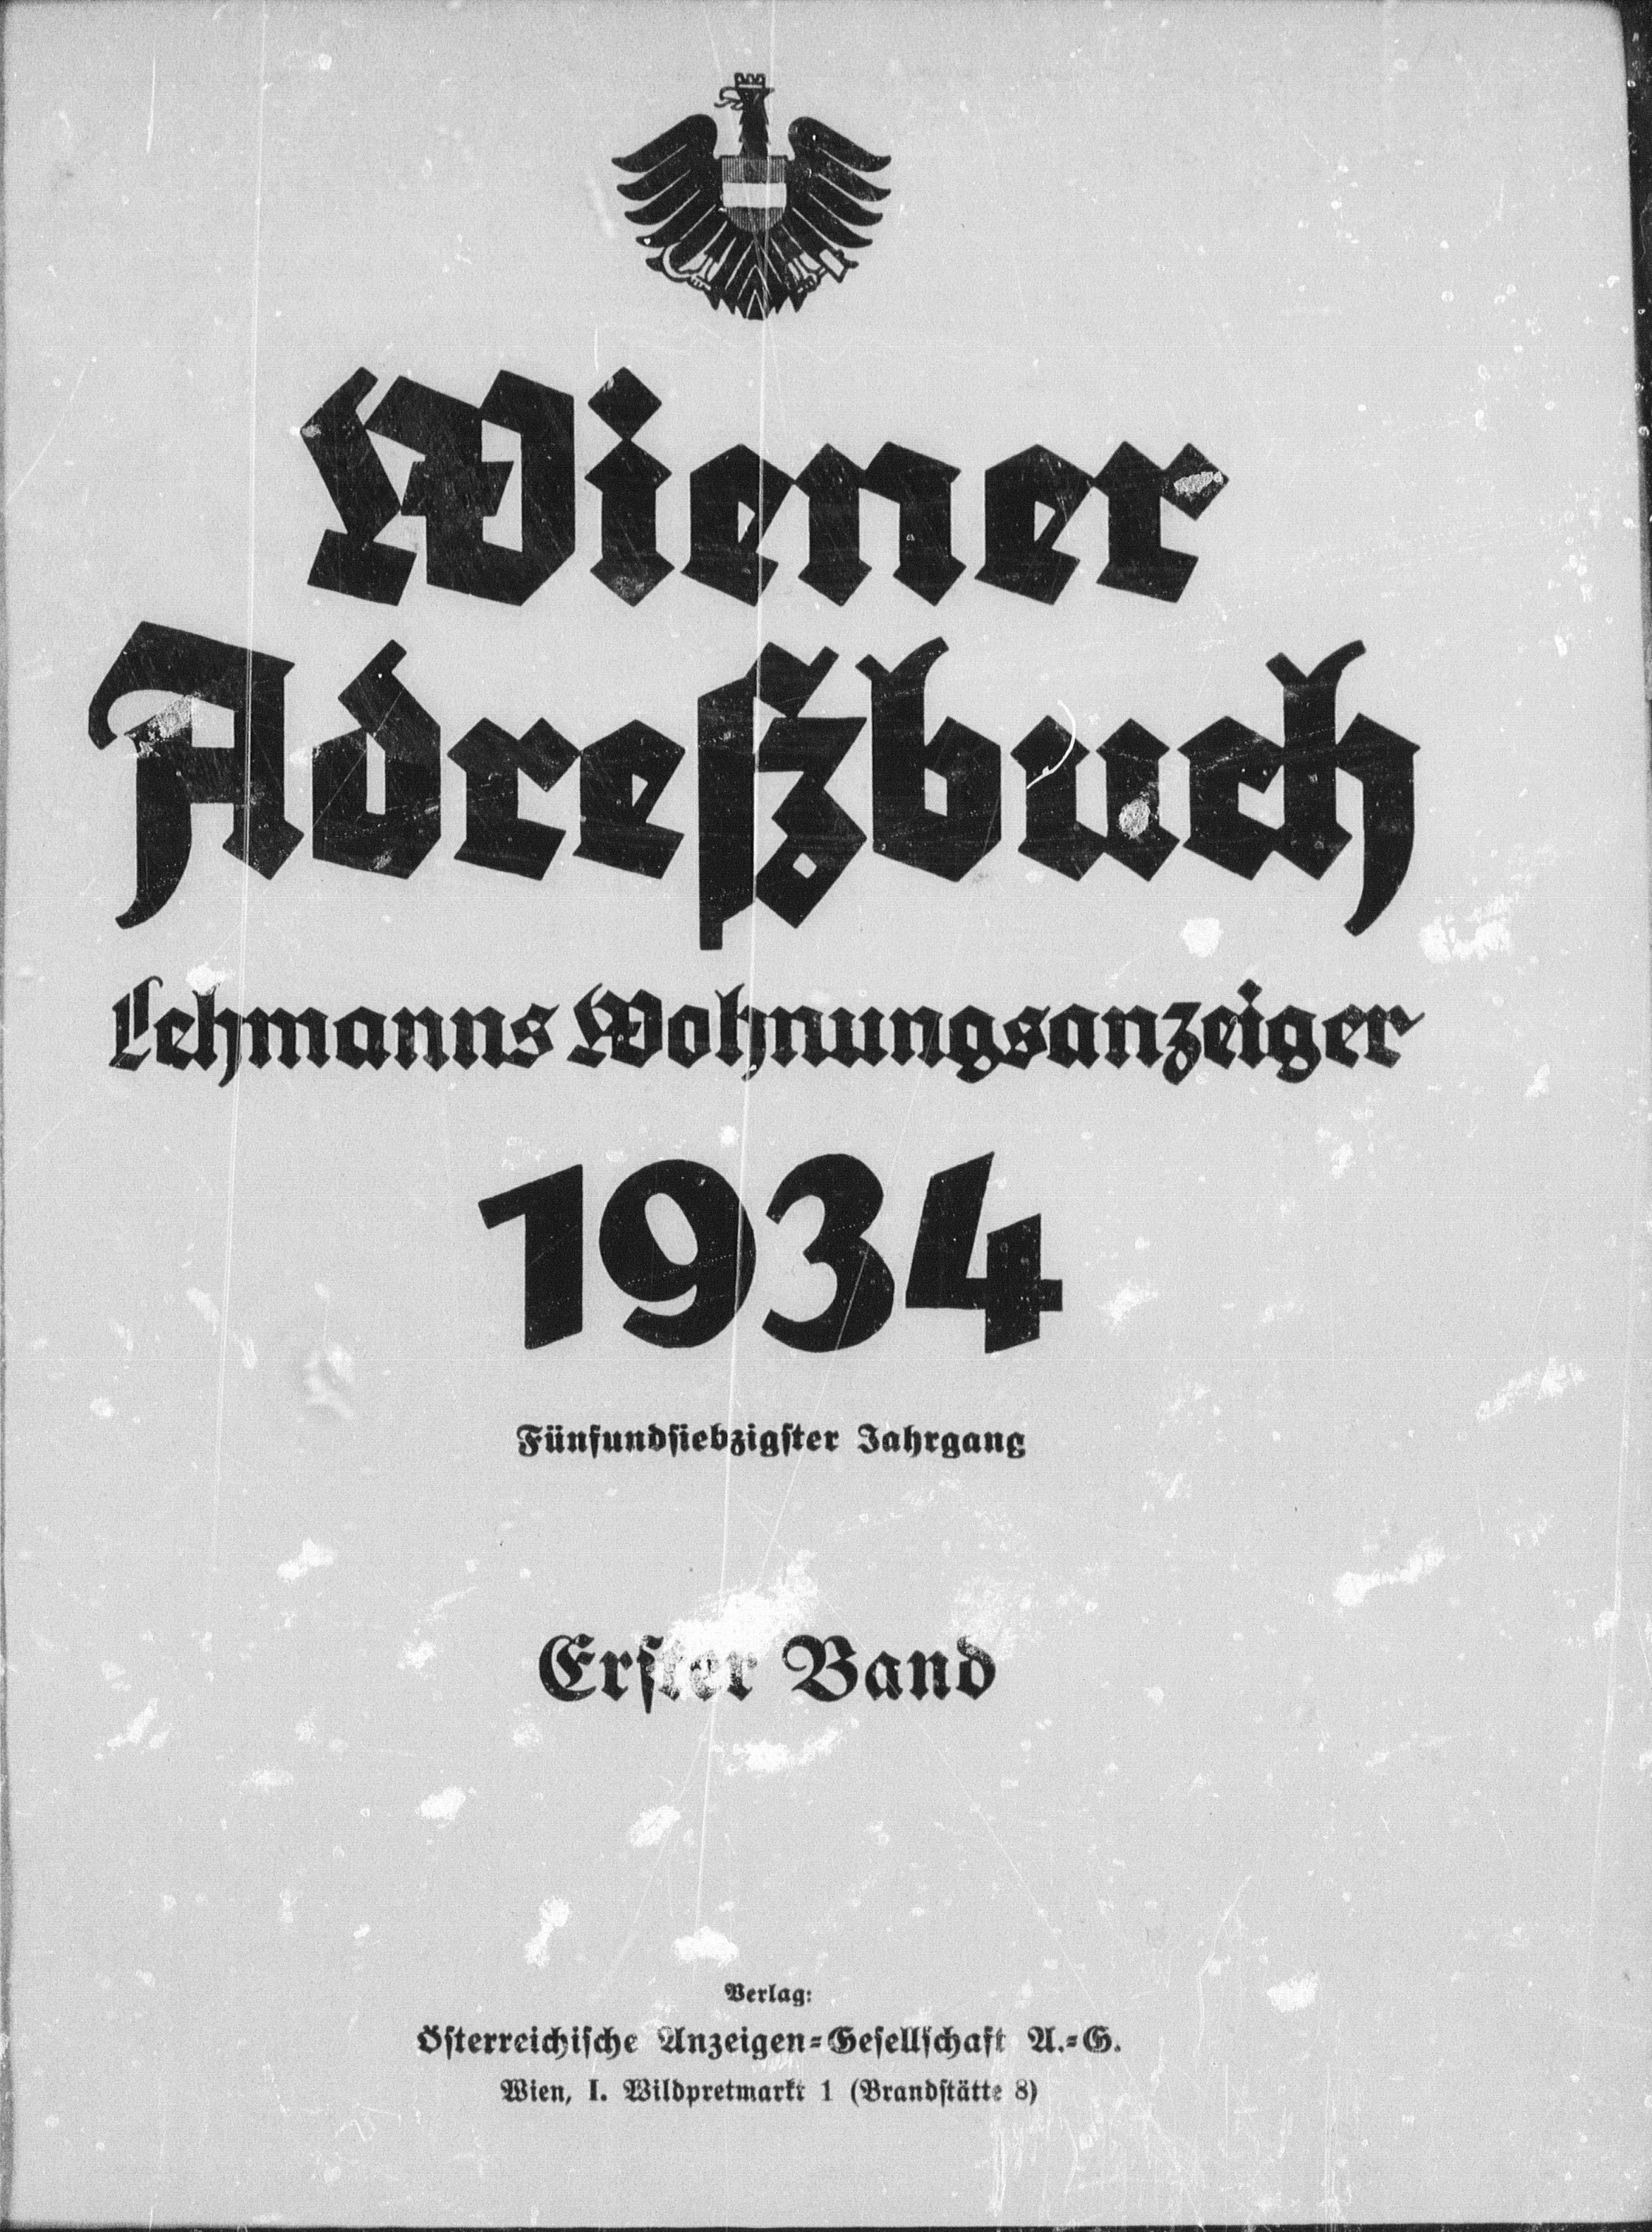 Wiener
Adreßbuch
Lehmanns Wohnungsanzeiger
1934
Fünfundsiebzigster Jahrgang
Erster Band
Verlag:
Österreichische Anzeigen-Gesellschaft A.-G.
Wien, I. Wildpretmarkt 1 (Brandstätte 8)